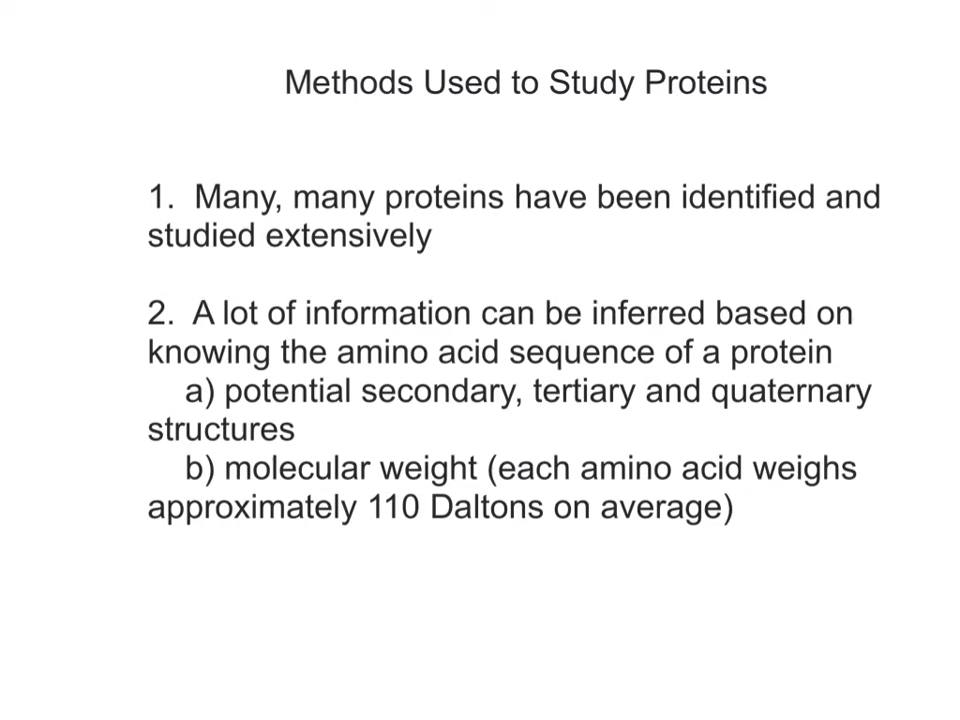 Methods Used to Study Proteins
1. Many, many proteins have been identified and
studied extensively
2. A lot of information can be inferred based on
knowing the amino acid sequence of a protein
a) potential secondary, tertiary and quaternary
structures
b) molecular weight (each amino acid weighs
approximately 110 Daltons on average)